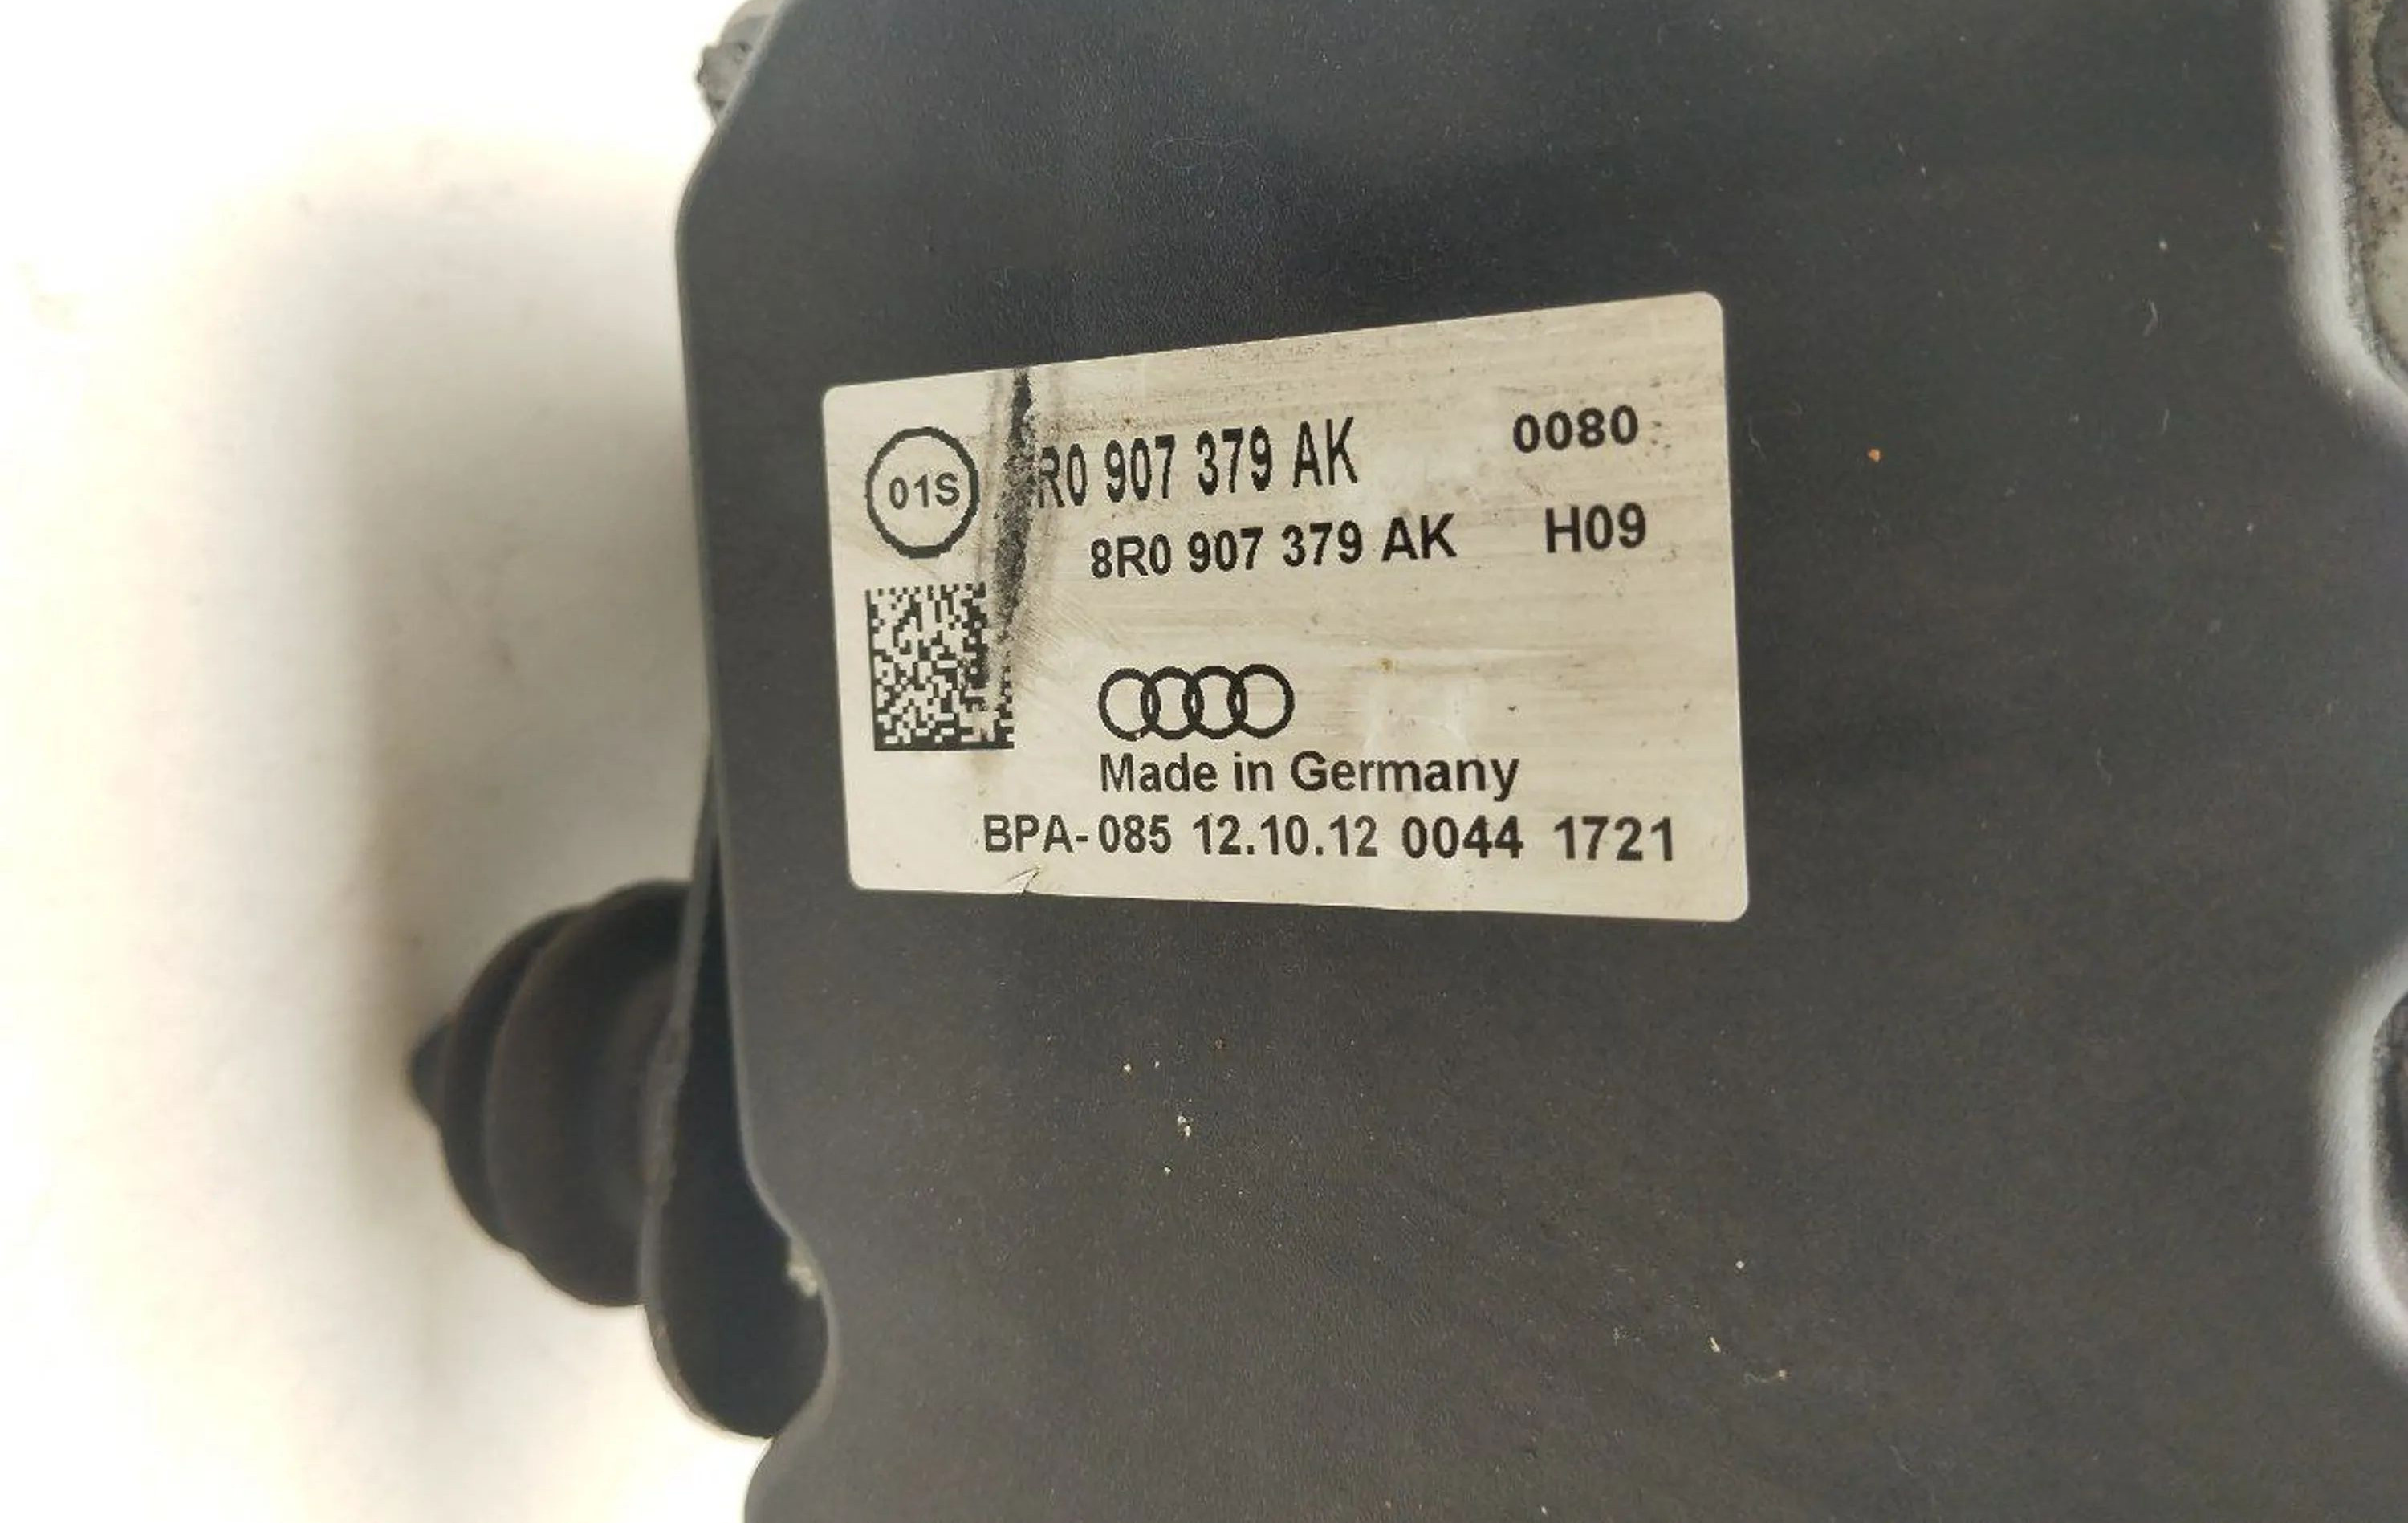 01S
R0 907 379 AK 0080
8R0 907 379 AK H09
Made in Germany
BPA-085 12.10.12 0044 1721